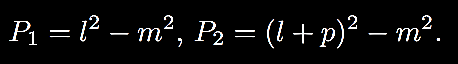 P₁ = l² − m², P₂ = (l + p)² − m².